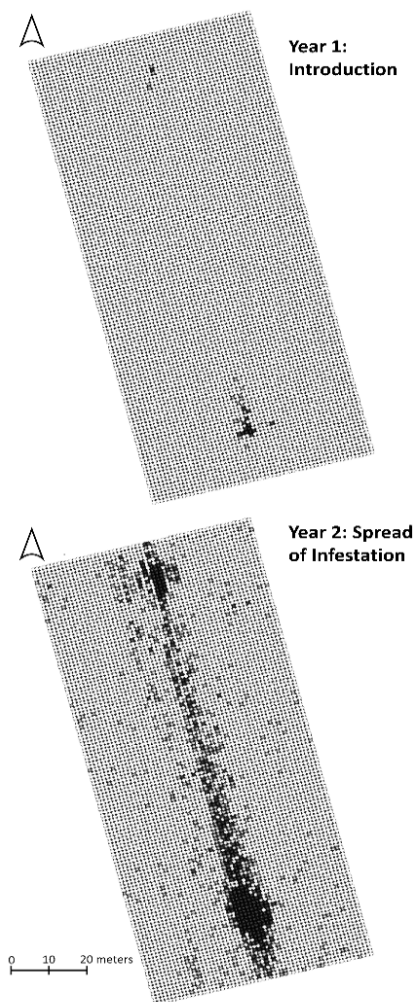 Year 1:
Introduction
Year 2: Spread
of Infestation
0 10 20 meters